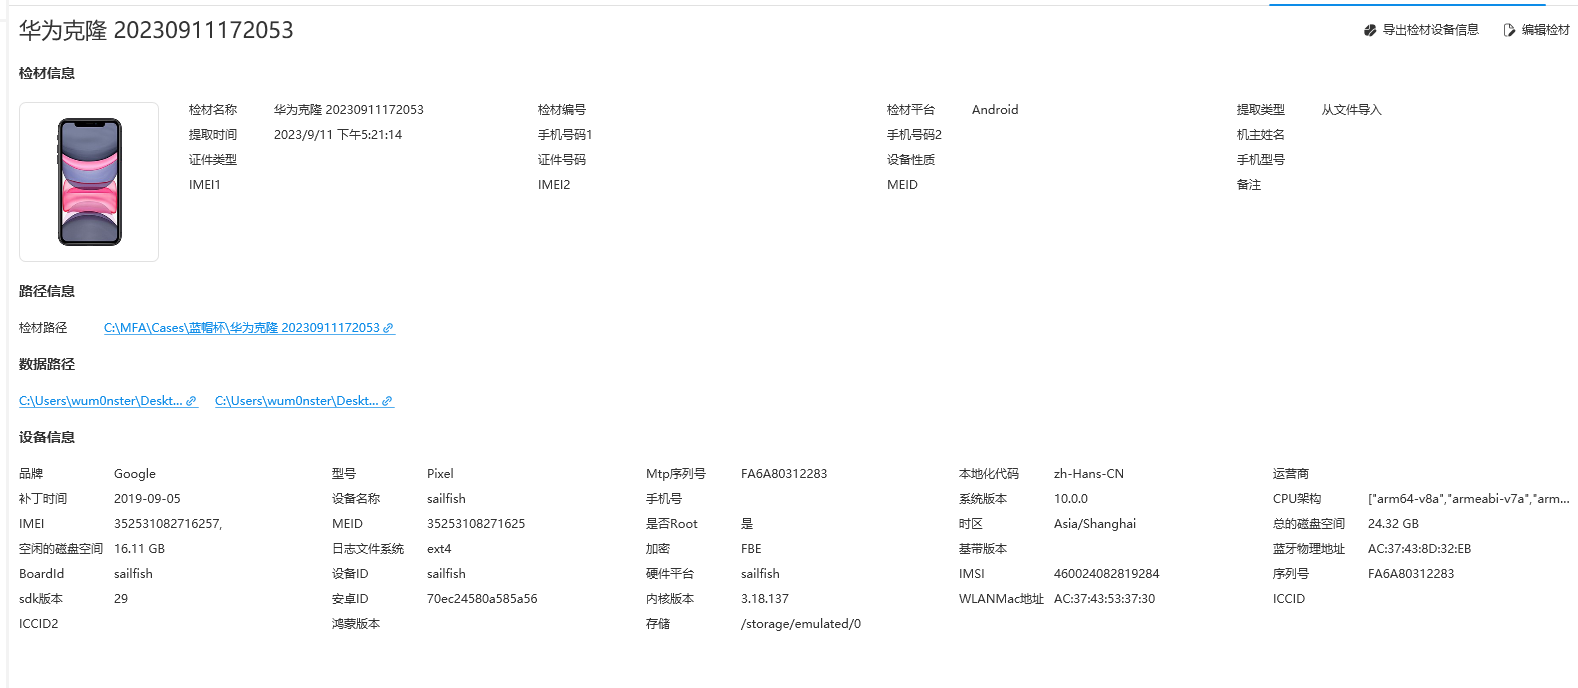 华为克隆 20230911172053
导出检材设备信息 编辑检材
检材信息
检材名称 华为克隆 20230911172053 检材编号 检材平台 Android 提取类型 从文件导入
提取时间 2023/9/11 下午5:21:14 手机号码1 手机号码2 机主姓名
证件类型 证件号码 设备性质 手机型号
IMEI1 IMEI2 MEID 备注
路径信息
检材路径 C:\MFA\Cases\蓝帽杯\华为克隆 20230911172053
数据路径
C:\Users\wum0nster\Deskt... C:\Users\wum0nster\Deskt...
设备信息
品牌 Google 型号 Pixel Mtp序列号 FA6A80312283 本地化代码 zh-Hans-CN 运营商
补丁时间 2019-09-05 设备名称 sailfish 手机号 系统版本 10.0.0 CPU架构 ["arm64-v8a","armeabi-v7a","arm...
IMEI 352531082716257, MEID 35253108271625 是否Root 是 时区 Asia/Shanghai 总的磁盘空间 24.32 GB
空闲的磁盘空间 16.11 GB 日志文件系统 ext4 加密 FBE 基带版本 蓝牙物理地址 AC:37:43:8D:32:EB
BoardId sailfish 设备ID sailfish 硬件平台 sailfish IMSI 460024082819284 序列号 FA6A80312283
sdk版本 29 安卓ID 70ec24580a585a56 内核版本 3.18.137 WLANMac地址 AC:37:43:53:37:30 ICCID
ICCID2 鸿蒙版本 存储 /storage/emulated/0